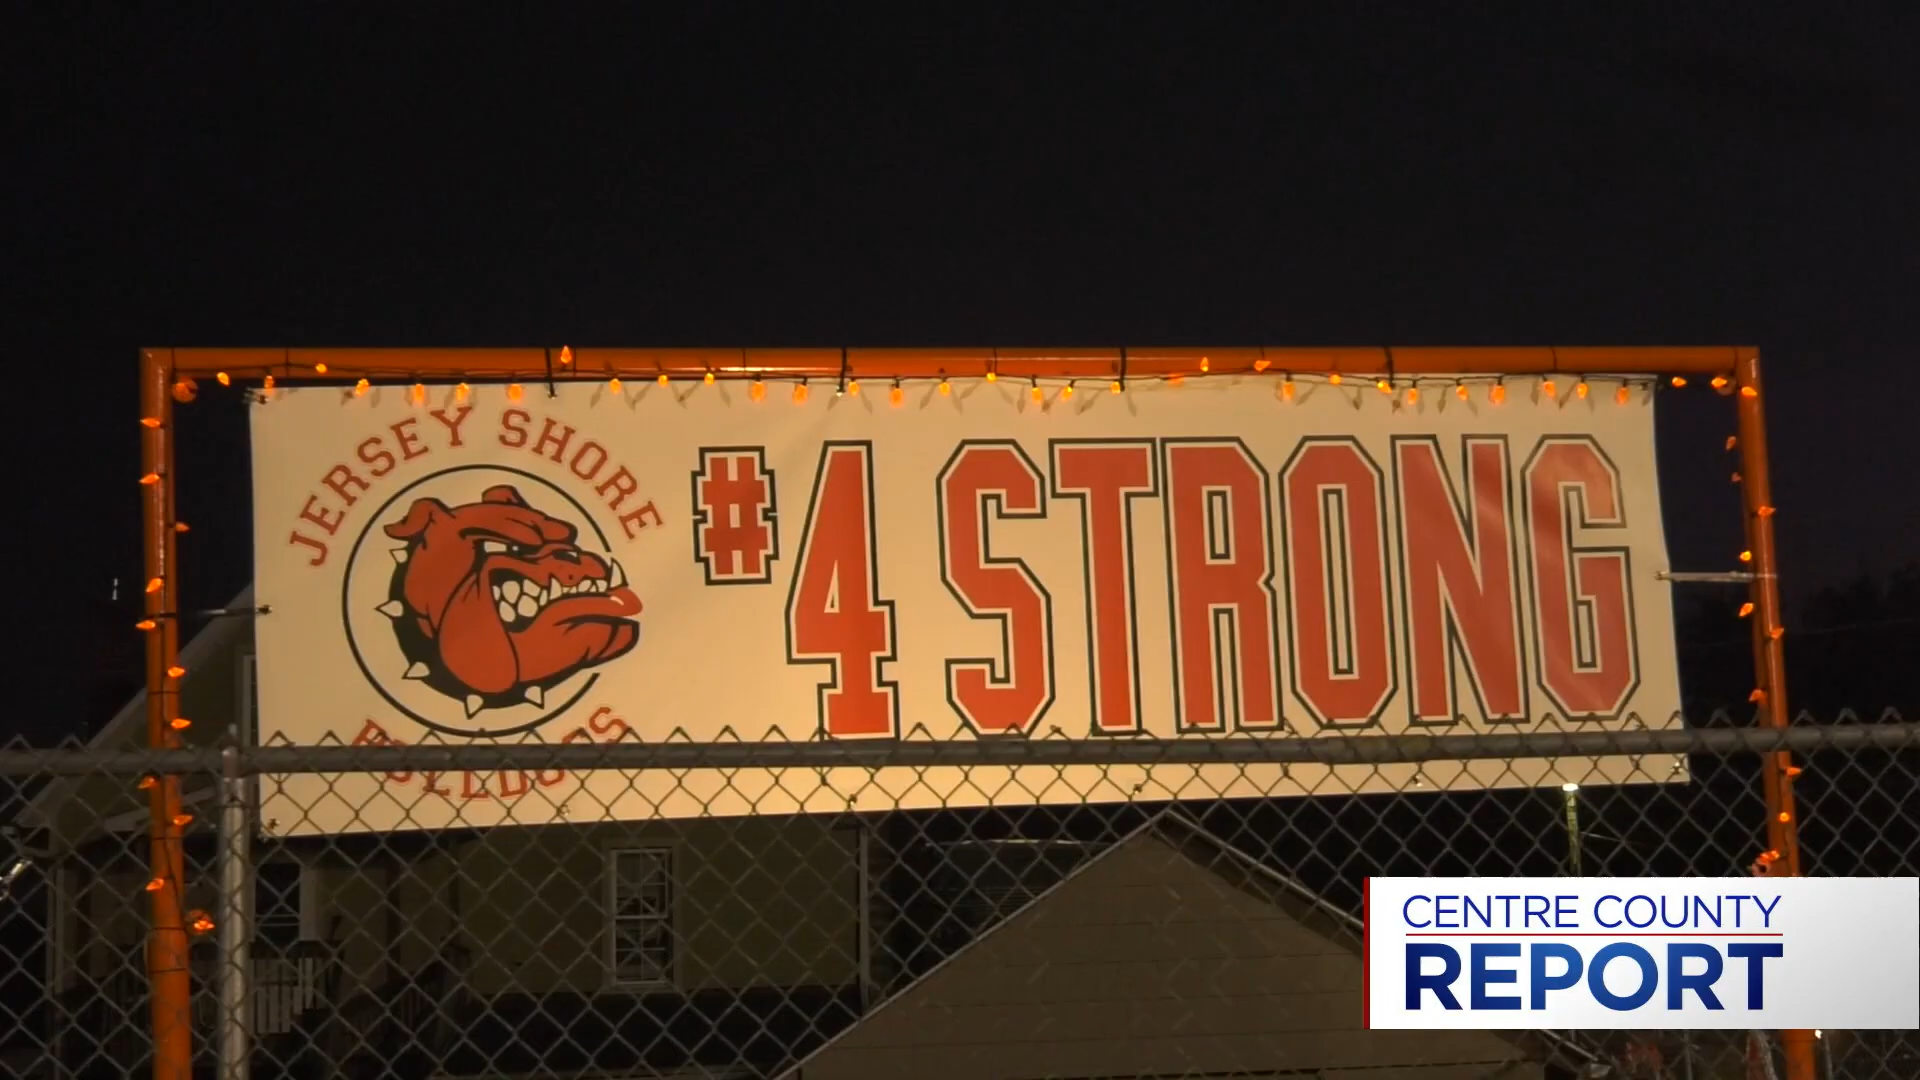 JERSEY SHORE
BULLDOGS
#4 STRONG
CENTRE COUNTY
REPORT